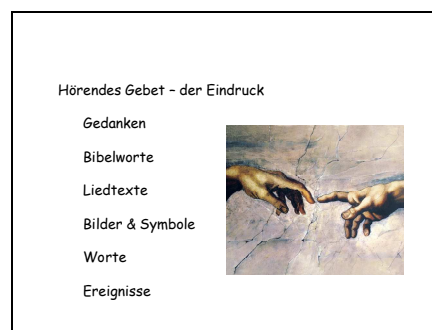 Hörendes Gebet – der Eindruck
Gedanken
Bibelworte
Liedtexte
Bilder & Symbole
Worte
Ereignisse